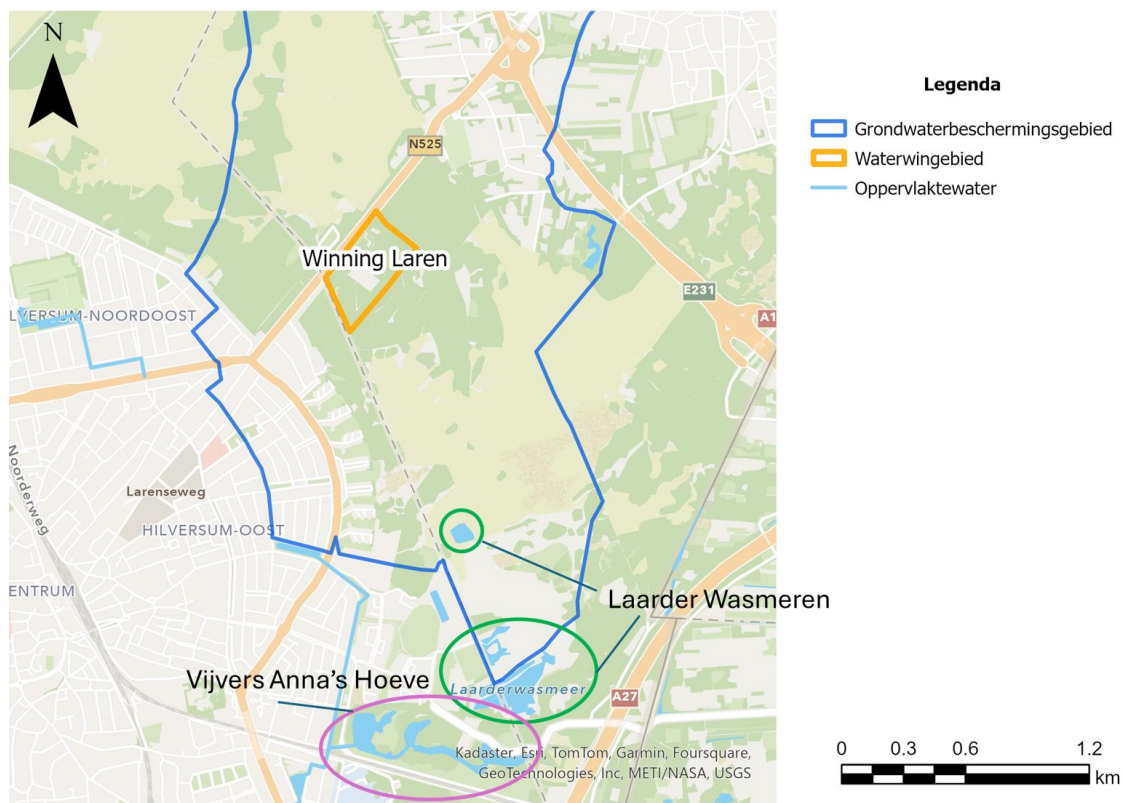 N
Legenda
Grondwaterbeschermingsgebied
Waterwingebied
Oppervlaktewater
N525
Winning Laren
E231
A1
LVERSUM-NOORDOOST
Noorderweg
Larenseweg
HILVERSUM-OOST
ENTRUM
Laarder Wasmeren
Vijvers Anna's Hoeve
Laarderwasmeer
A27
Kadaster, Esri, TomTom, Garmin, Foursquare,
GeoTechnologies, Inc, METI/NASA, USGS
0 0.3 0.6 1.2
km